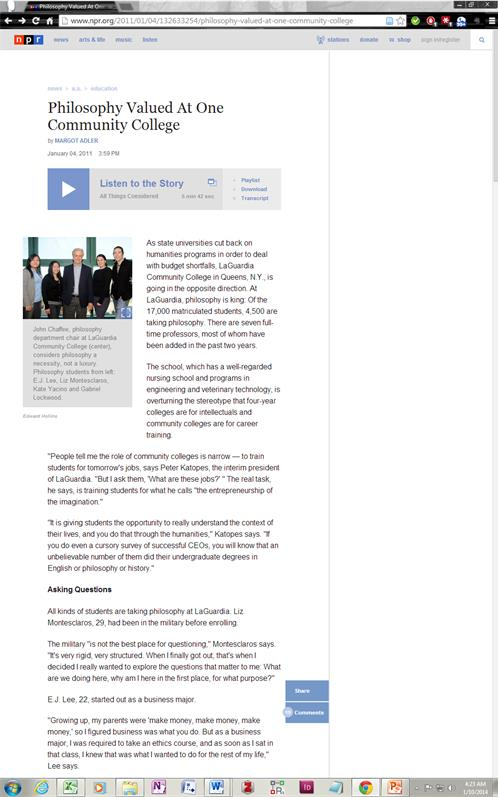 Philosophy Valued At One
www.npr.org/2011/01/04/132633254/philosophy-valued-at-one-community-college
npr news arts & life music listen stations donate shop sign in/register
news > u.s. > education
Philosophy Valued At One
Community College
by MARGOT ADLER
January 04, 2011 3:59 PM
Listen to the Story
All Things Considered 5 min 42 sec
Playlist
Download
Transcript
As state universities cut back on
humanities programs in order to deal
with budget shortfalls, LaGuardia
Community College in Queens, N.Y., is
going in the opposite direction. At
LaGuardia, philosophy is king: Of the
17,000 matriculated students, 4,500 are
taking philosophy. There are seven full-
time professors, most of whom have
been added in the past two years.
John Chaffee, philosophy
department chair at LaGuardia
Community College (center),
considers philosophy a
necessity, not a luxury.
Philosophy students from left:
E.J. Lee, Liz Montesclaros,
Kate Yacino and Gabriel
Lockwood.
Edward Hollins
The school, which has a well-regarded
nursing school and programs in
engineering and veterinary technology, is
overturning the stereotype that four-year
colleges are for intellectuals and
community colleges are for career
training.
"People tell me the role of community colleges is narrow — to train
students for tomorrow's jobs, says Peter Katopes, the interim president
of LaGuardia. "But I ask them, 'What are these jobs?' " The real task,
he says, is training students for what he calls "the entrepreneurship of
the imagination."
"It is giving students the opportunity to really understand the context of
their lives, and you do that through the humanities," Katopes says. "If
you do even a cursory survey of successful CEOs, you will know that an
unbelievable number of them did their undergraduate degrees in
English or philosophy or history."
Asking Questions
All kinds of students are taking philosophy at LaGuardia. Liz
Montesclaros, 29, had been in the military before enrolling.
The military "is not the best place for questioning," Montesclaros says.
"It's very rigid, very structured. When I finally got out, that's when I
decided I really wanted to explore the questions that matter to me: What
are we doing here, why am I here in the first place, for what purpose?"
E.J. Lee, 22, started out as a business major.
"Growing up, my parents were 'make money, make money, make
money,' so I figured business was what you do. But as a business
major, I was required to take an ethics course, and as soon as I sat in
that class, I knew that was what I wanted to do for the rest of my life,"
Lee says.
Share
Comments
4:23 AM
1/10/2014